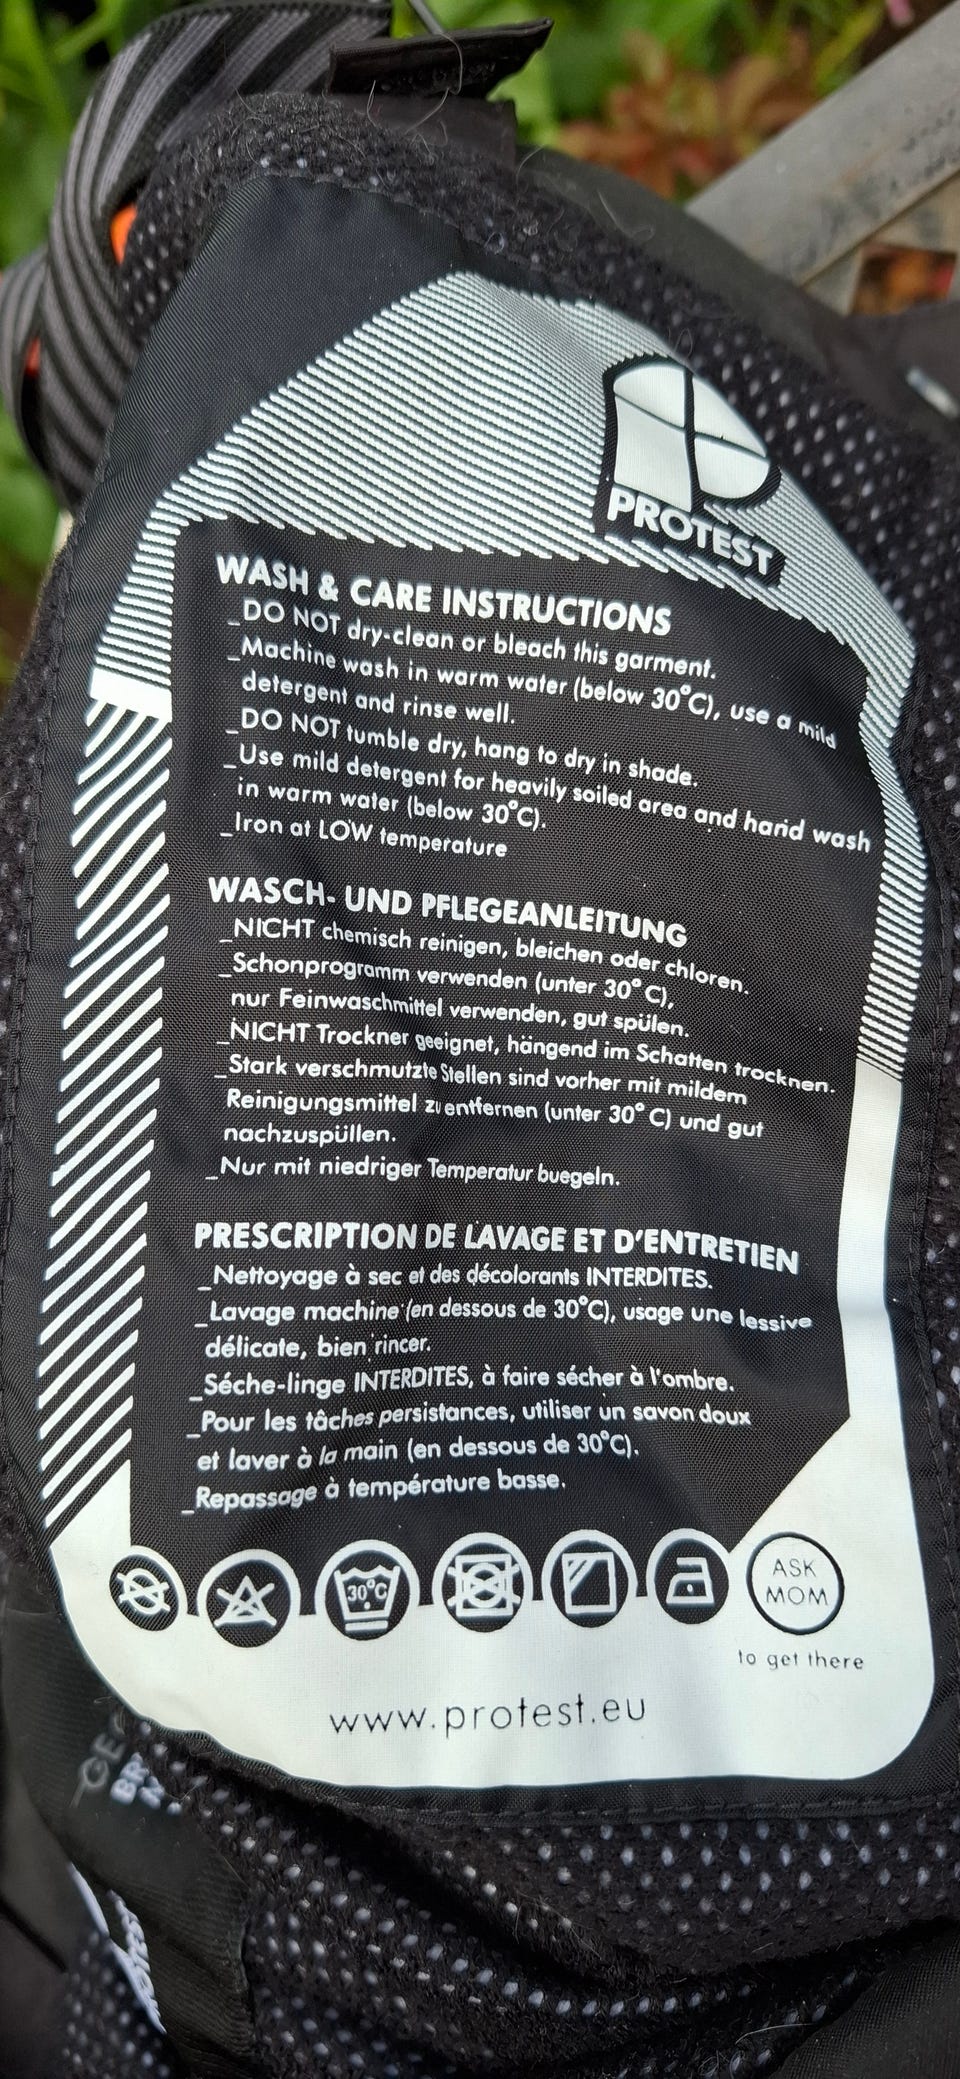 PROTEST
WASH & CARE INSTRUCTIONS
_DO NOT dry-clean or bleach this garment.
_Machine wash in warm water (below 30°C), use a mild
detergent and rinse well.
_DO NOT tumble dry, hang to dry in shade.
_Use mild detergent for heavily soiled area and hand wash
in warm water (below 30°C).
_Iron at LOW temperature
WASCH- UND PFLEGEANLEITUNG
_NICHT chemisch reinigen, bleichen oder chloren.
_Schonprogramm verwenden (unter 30° C),
nur Feinwaschmittel verwenden, gut spülen.
_NICHT Trockner geeignet, hängend im Schatten trocknen.
_Stark verschmutzte Stellen sind vorher mit mildem
Reinigungsmittel zu entfernen (unter 30° C) und gut
nachzuspüllen.
_Nur mit niedriger Temperatur buegeln.
PRESCRIPTION DE LAVAGE ET D'ENTRETIEN
_Nettoyage à sec et des décolorants INTERDITES.
_Lavage machine (en dessous de 30°C), usage une lessive
délicate, bien rincer.
_Séche-linge INTERDITES, à faire sécher à l'ombre.
_Pour les tâches persistances, utiliser un savon doux
et laver à la main (en dessous de 30°C).
_Repassage à température basse.
30°C
ASK
MOM
to get there
www.protest.eu